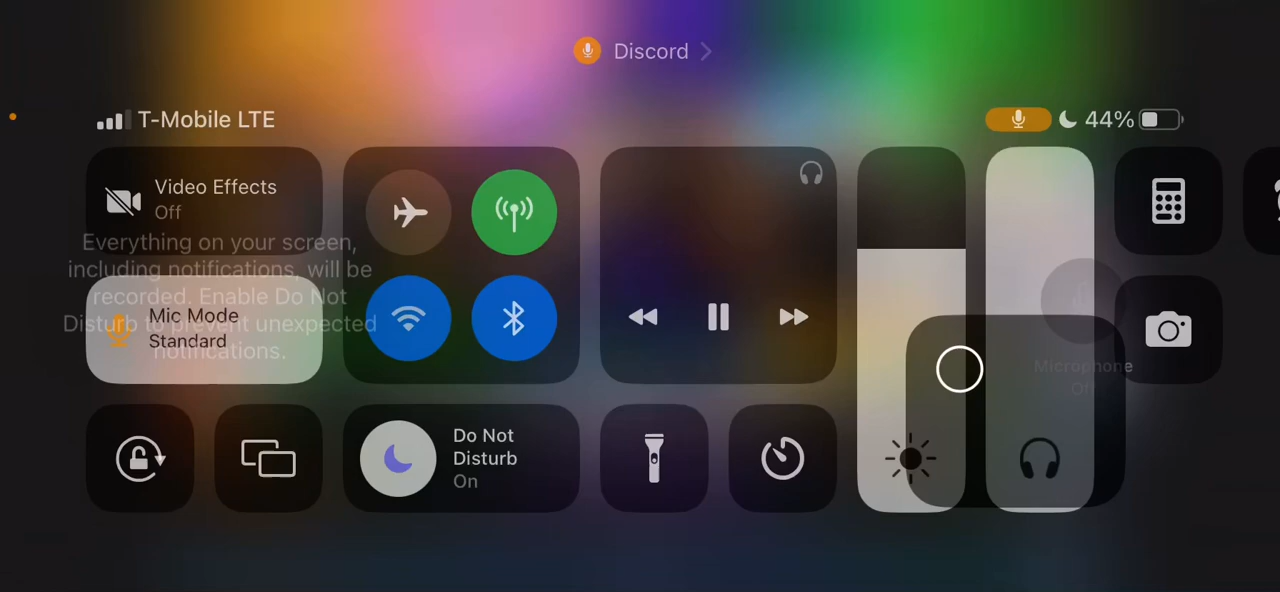 Discord
T-Mobile LTE
44%
Video Effects
Off
Everything on your screen,
including notifications, will be
recorded. Enable Do Not
Disturb to prevent unexpected
notifications.
Mic Mode
Standard
Microphone
Off
Do Not
Disturb
On